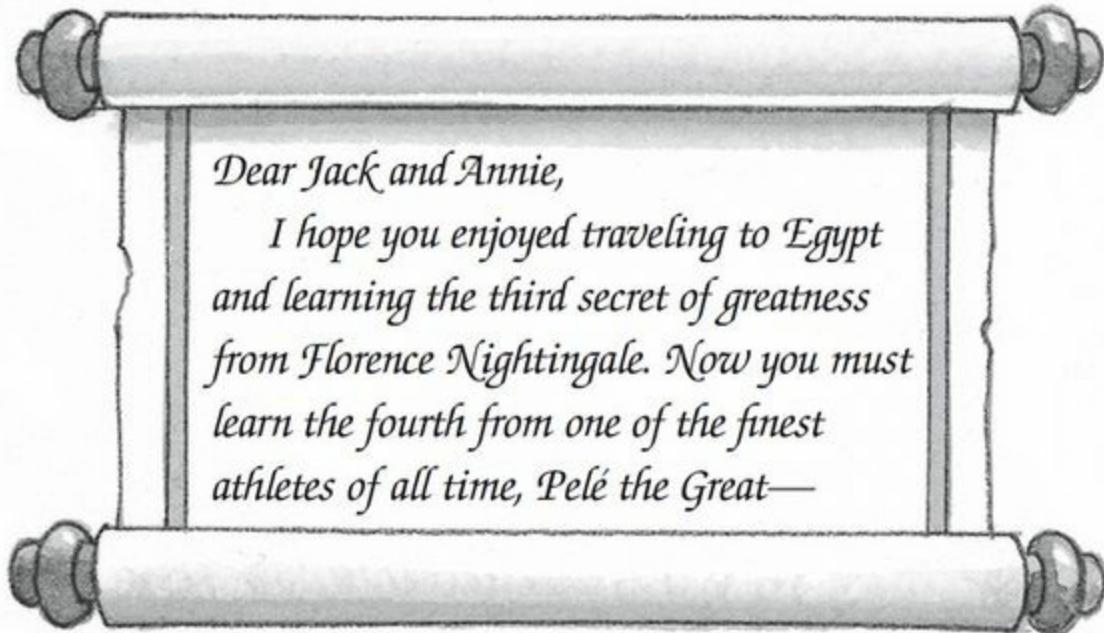 Dear Jack and Annie,
I hope you enjoyed traveling to Egypt
and learning the third secret of greatness
from Florence Nightingale. Now you must
learn the fourth from one of the finest
athletes of all time, Pelé the Great—